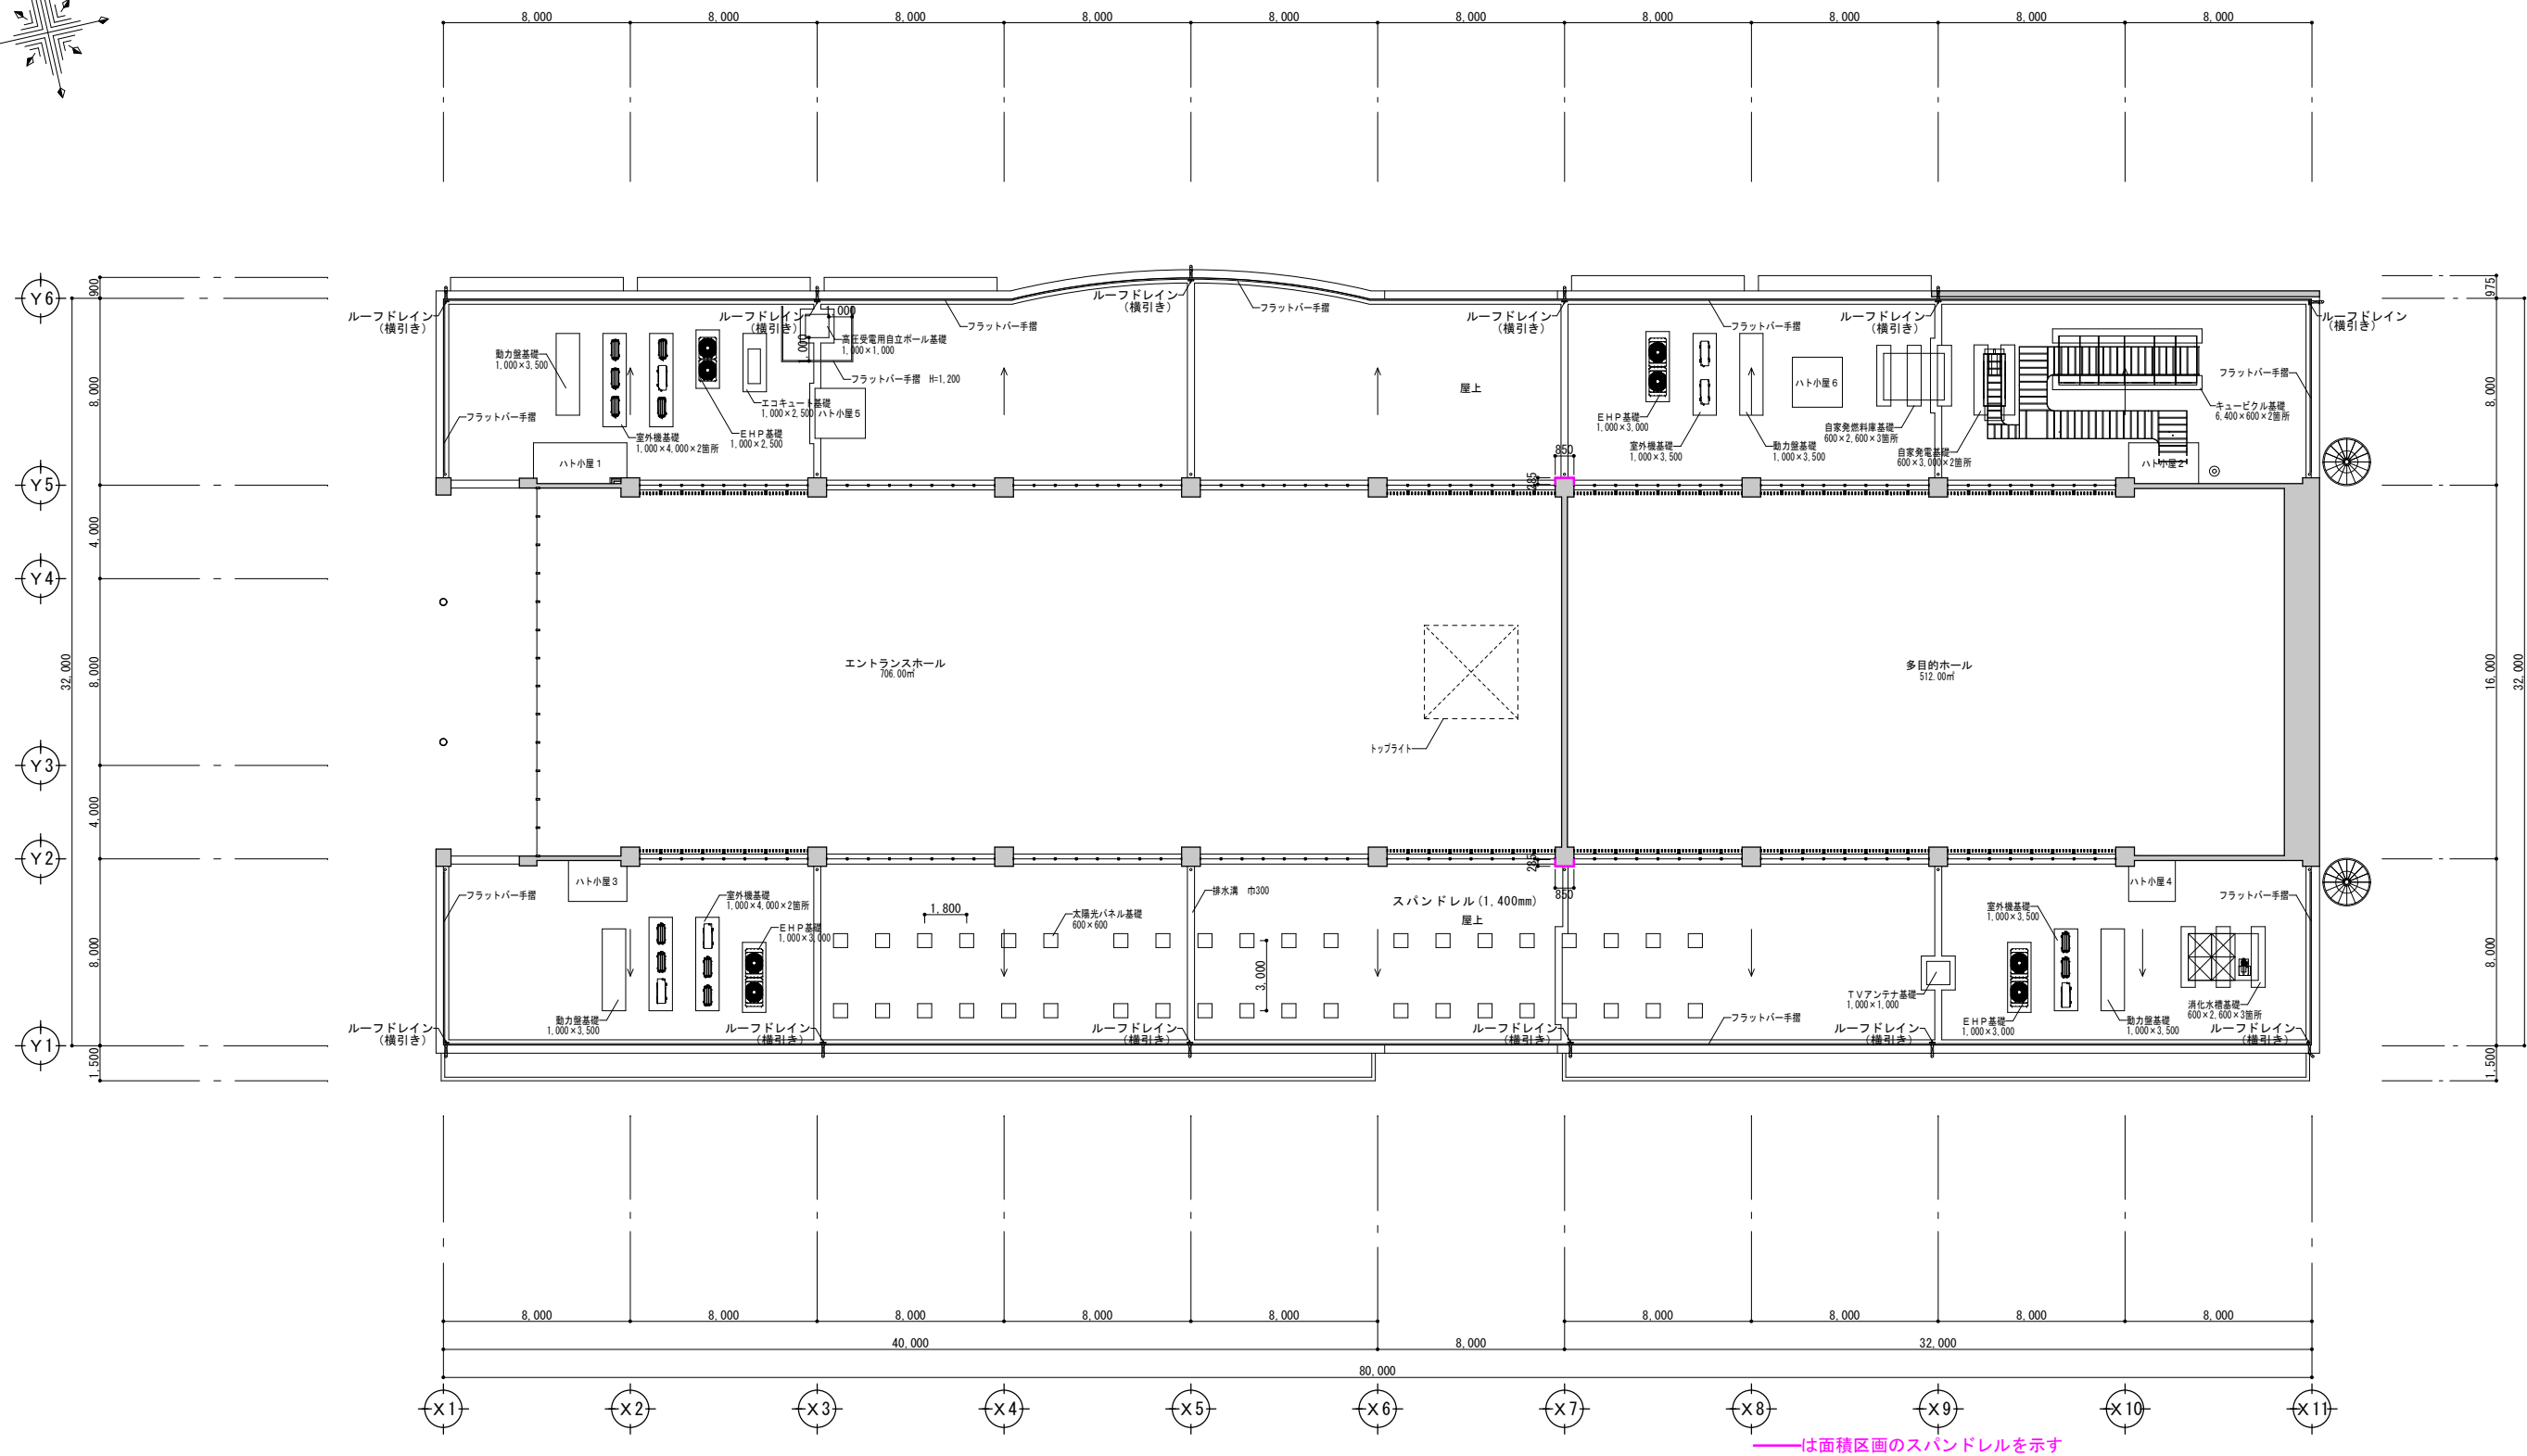 8,000
8,000
8,000
8,000
8,000
8,000
8,000
8,000
8,000
8,000
Y6
Y5
Y4
Y3
Y2
Y1
900
8,000
4,000
8,000
4,000
8,000
1,500
32,000
975
8,000
16,000
8,000
1,500
32,000
ルーフドレイン
(横引き)
ルーフドレイン
(横引き)
ルーフドレイン
(横引き)
ルーフドレイン
(横引き)
ルーフドレイン
(横引き)
ルーフドレイン
(横引き)
フラットバー手摺
フラットバー手摺
フラットバー手摺
動力盤基礎
1,000×3,500
フラットバー手摺
室外機基礎
1,000×4,000×2箇所
EHP基礎
1,000×2,500
エコキュート基礎
1,000×2,500
高圧受電用自立ポール基礎
1,000×1,000
フラットバー手摺 H=1,200
ハト小屋5
ハト小屋1
屋上
EHP基礎
1,000×3,000
室外機基礎
1,000×3,500
動力盤基礎
1,000×3,500
ハト小屋6
自家発燃料庫基礎
600×2,600×3箇所
自家発電基礎
600×3,000×2箇所
フラットバー手摺
キュービクル基礎
6,400×600×2箇所
ハト小屋2
850
285
エントランスホール
706.00㎡
トップライト
多目的ホール
512.00㎡
285
850
フラットバー手摺
ハト小屋3
室外機基礎
1,000×4,000×2箇所
EHP基礎
1,000×3,000
動力盤基礎
1,000×3,500
1,800
太陽光パネル基礎
600×600
排水溝 巾300
3,000
スパンドレル(1,400mm)
屋上
TVアンテナ基礎
1,000×1,000
フラットバー手摺
室外機基礎
1,000×3,500
EHP基礎
1,000×3,000
動力盤基礎
1,000×3,500
ハト小屋4
フラットバー手摺
消化水槽基礎
600×2,600×3箇所
ルーフドレイン
(横引き)
ルーフドレイン
(横引き)
ルーフドレイン
(横引き)
ルーフドレイン
(横引き)
ルーフドレイン
(横引き)
ルーフドレイン
(横引き)
8,000
8,000
8,000
8,000
8,000
8,000
8,000
8,000
8,000
40,000
8,000
32,000
80,000
X1
X2
X3
X4
X5
X6
X7
X8
X9
X10
X11
は面積区画のスパンドレルを示す